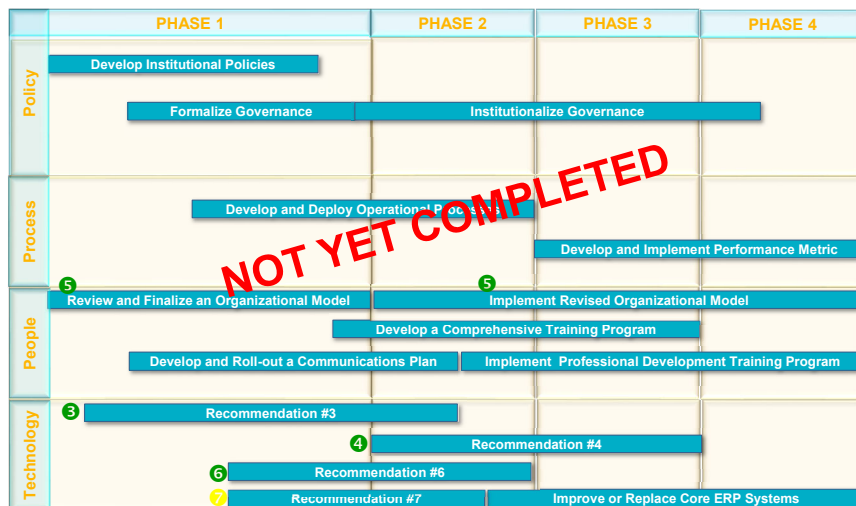 PHASE 1
PHASE 2
PHASE 3
PHASE 4
Policy
Develop Institutional Policies
Formalize Governance
Institutionalize Governance
NOT YET COMPLETED
Process
Develop and Deploy Operational Processes
Develop and Implement Performance Metric
People
5
5
Review and Finalize an Organizational Model
Implement Revised Organizational Model
Develop a Comprehensive Training Program
Develop and Roll-out a Communications Plan
Implement Professional Development Training Program
Technology
3
Recommendation #3
4
Recommendation #4
6
Recommendation #6
7
Recommendation #7
Improve or Replace Core ERP Systems